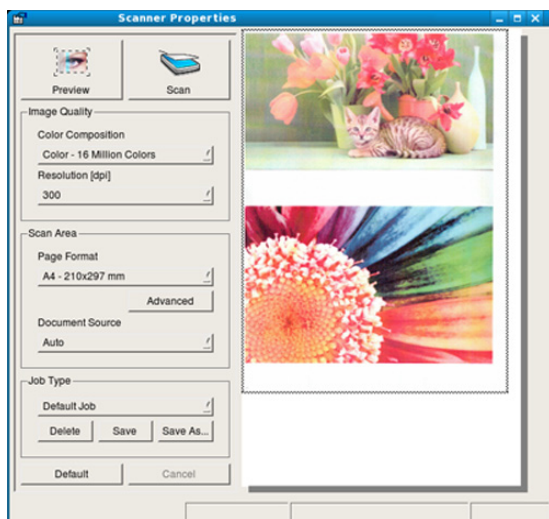 Scanner Properties
Preview
Scan
Image Quality
Color Composition
Color - 16 Million Colors
Resolution [dpi]
300
Scan Area
Page Format
A4 - 210x297 mm
Advanced
Document Source
Auto
Job Type
Default Job
Delete
Save
Save As...
Default
Cancel